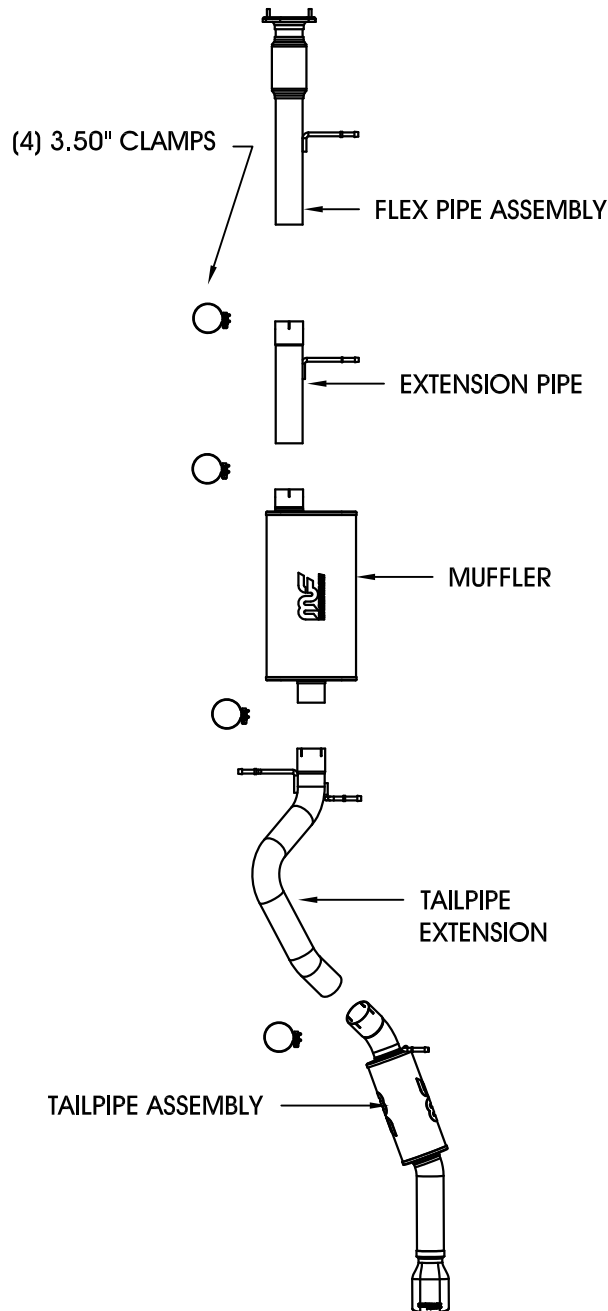 (4) 3.50" CLAMPS
FLEX PIPE ASSEMBLY
EXTENSION PIPE
MUFFLER
TAILPIPE
EXTENSION
TAILPIPE ASSEMBLY